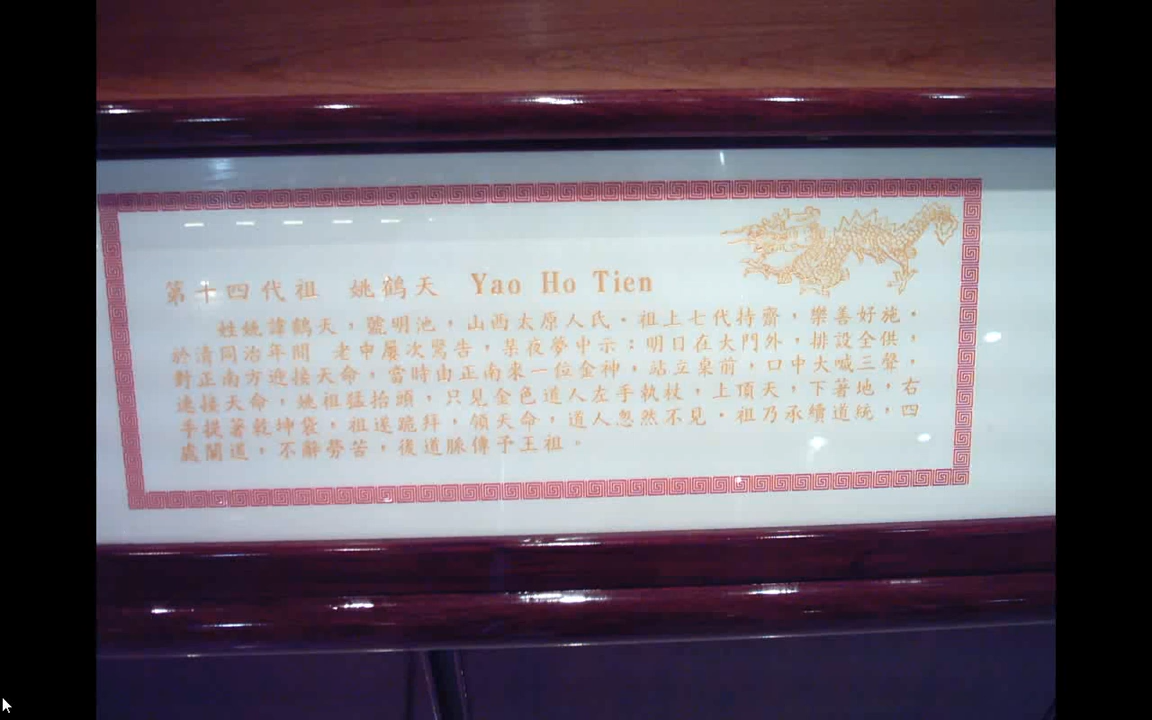 第十四代祖 姚鶴天 Yao Ho Tien
姓姚諱鶴天，號明池，山西太原人氏。祖上七代持齋，樂善好施。
於清同治年間 老中屢次驚告，某夜夢中示：明日在大門外，排設全供，
對正南方迎接天命，當時由正南來一位金神，站立桌前，口中大喊三聲，
速接天命，姚祖猛抬頭，只見金色道人左手執杖，上頂天，下著地，右
手提著乾坤袋，祖遂跪拜，領天命，道人忽然不見。祖乃承續道統，四
處闡道，不辭勞苦，後道脈傳予王祖。